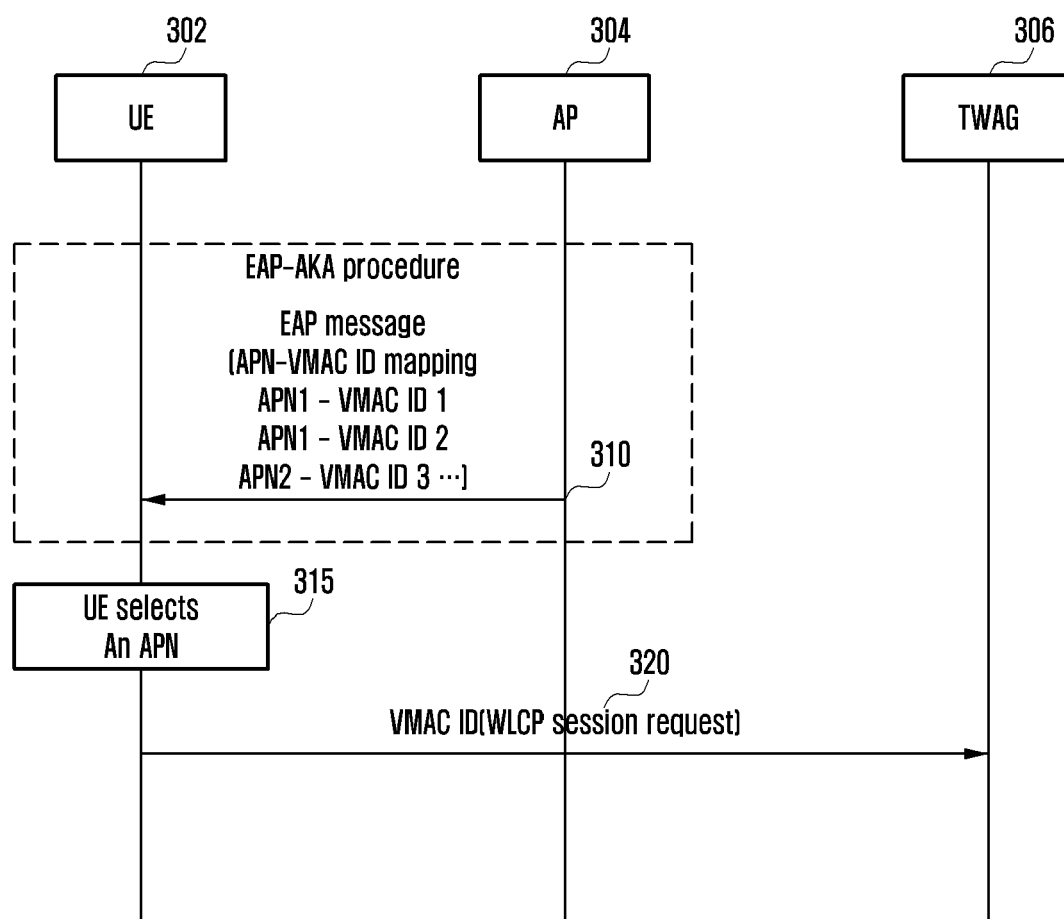 302
304
306
UE
AP
TWAG
EAP-AKA procedure
EAP message
(APN-VMAC ID mapping
APN1 - VMAC ID 1
APN1 - VMAC ID 2
APN2 - VMAC ID 3 ···)
310
315
UE selects
An APN
320
VMAC ID(WLCP session request)